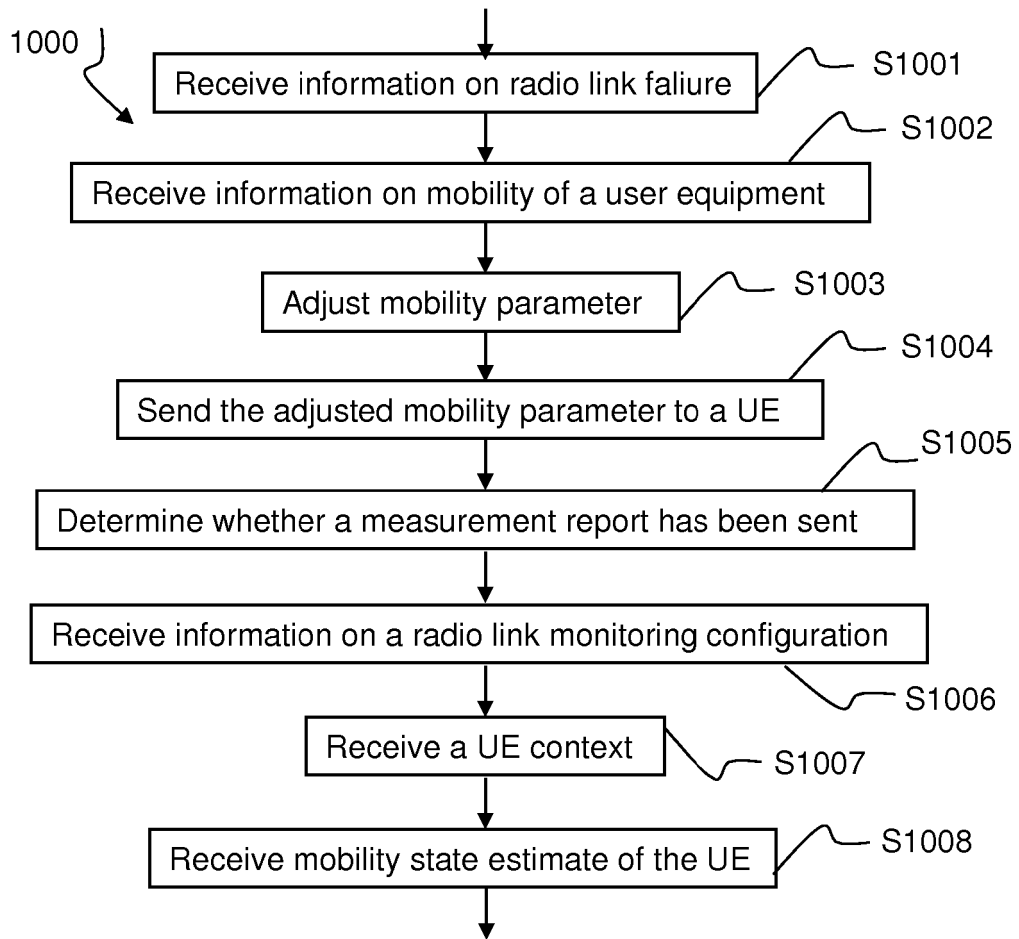 1000
Receive information on radio link faliure
S1001
Receive information on mobility of a user equipment
S1002
Adjust mobility parameter
S1003
Send the adjusted mobility parameter to a UE
S1004
Determine whether a measurement report has been sent
S1005
Receive information on a radio link monitoring configuration
S1006
Receive a UE context
S1007
Receive mobility state estimate of the UE
S1008